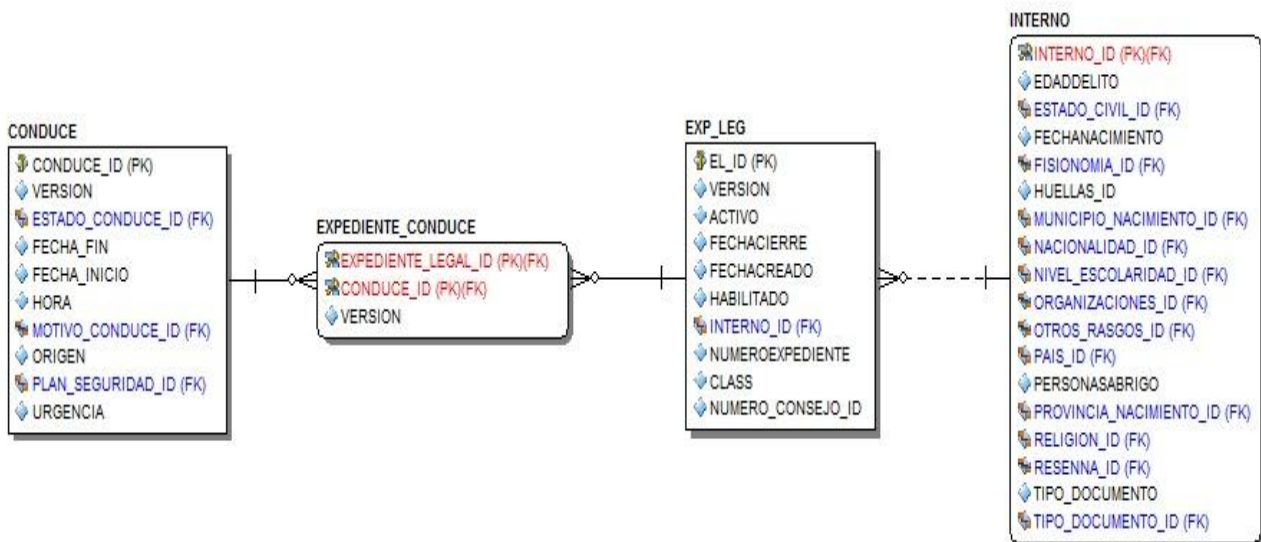 CONDUCE
CONDUCE_ID (PK)
VERSION
ESTADO_CONDUCE_ID (FK)
FECHA_FIN
FECHA_INICIO
HORA
MOTIVO_CONDUCE_ID (FK)
ORIGEN
PLAN_SEGURIDAD_ID (FK)
URGENCIA
EXPEDIENTE_CONDUCE
EXPEDIENTE_LEGAL_ID (PK)(FK)
CONDUCE_ID (PK)(FK)
VERSION
EXP_LEG
EL_ID (PK)
VERSION
ACTIVO
FECHACIERRE
FECHACREADO
HABILITADO
INTERNO_ID (FK)
NUMEROEXPEDIENTE
CLASS
NUMERO_CONSEJO_ID
INTERNO
INTERNO_ID (PK)(FK)
EDADDELITO
ESTADO_CIVIL_ID (FK)
FECHANACIMIENTO
FISIONOMIA_ID (FK)
HUELLAS_ID
MUNICIPIO_NACIMIENTO_ID (FK)
NACIONALIDAD_ID (FK)
NIVEL_ESCOLARIDAD_ID (FK)
ORGANIZACIONES_ID (FK)
OTROS_RASGOS_ID (FK)
PAIS_ID (FK)
PERSONASABRIGO
PROVINCIA_NACIMIENTO_ID (FK)
RELIGION_ID (FK)
RESENNA_ID (FK)
TIPO_DOCUMENTO
TIPO_DOCUMENTO_ID (FK)